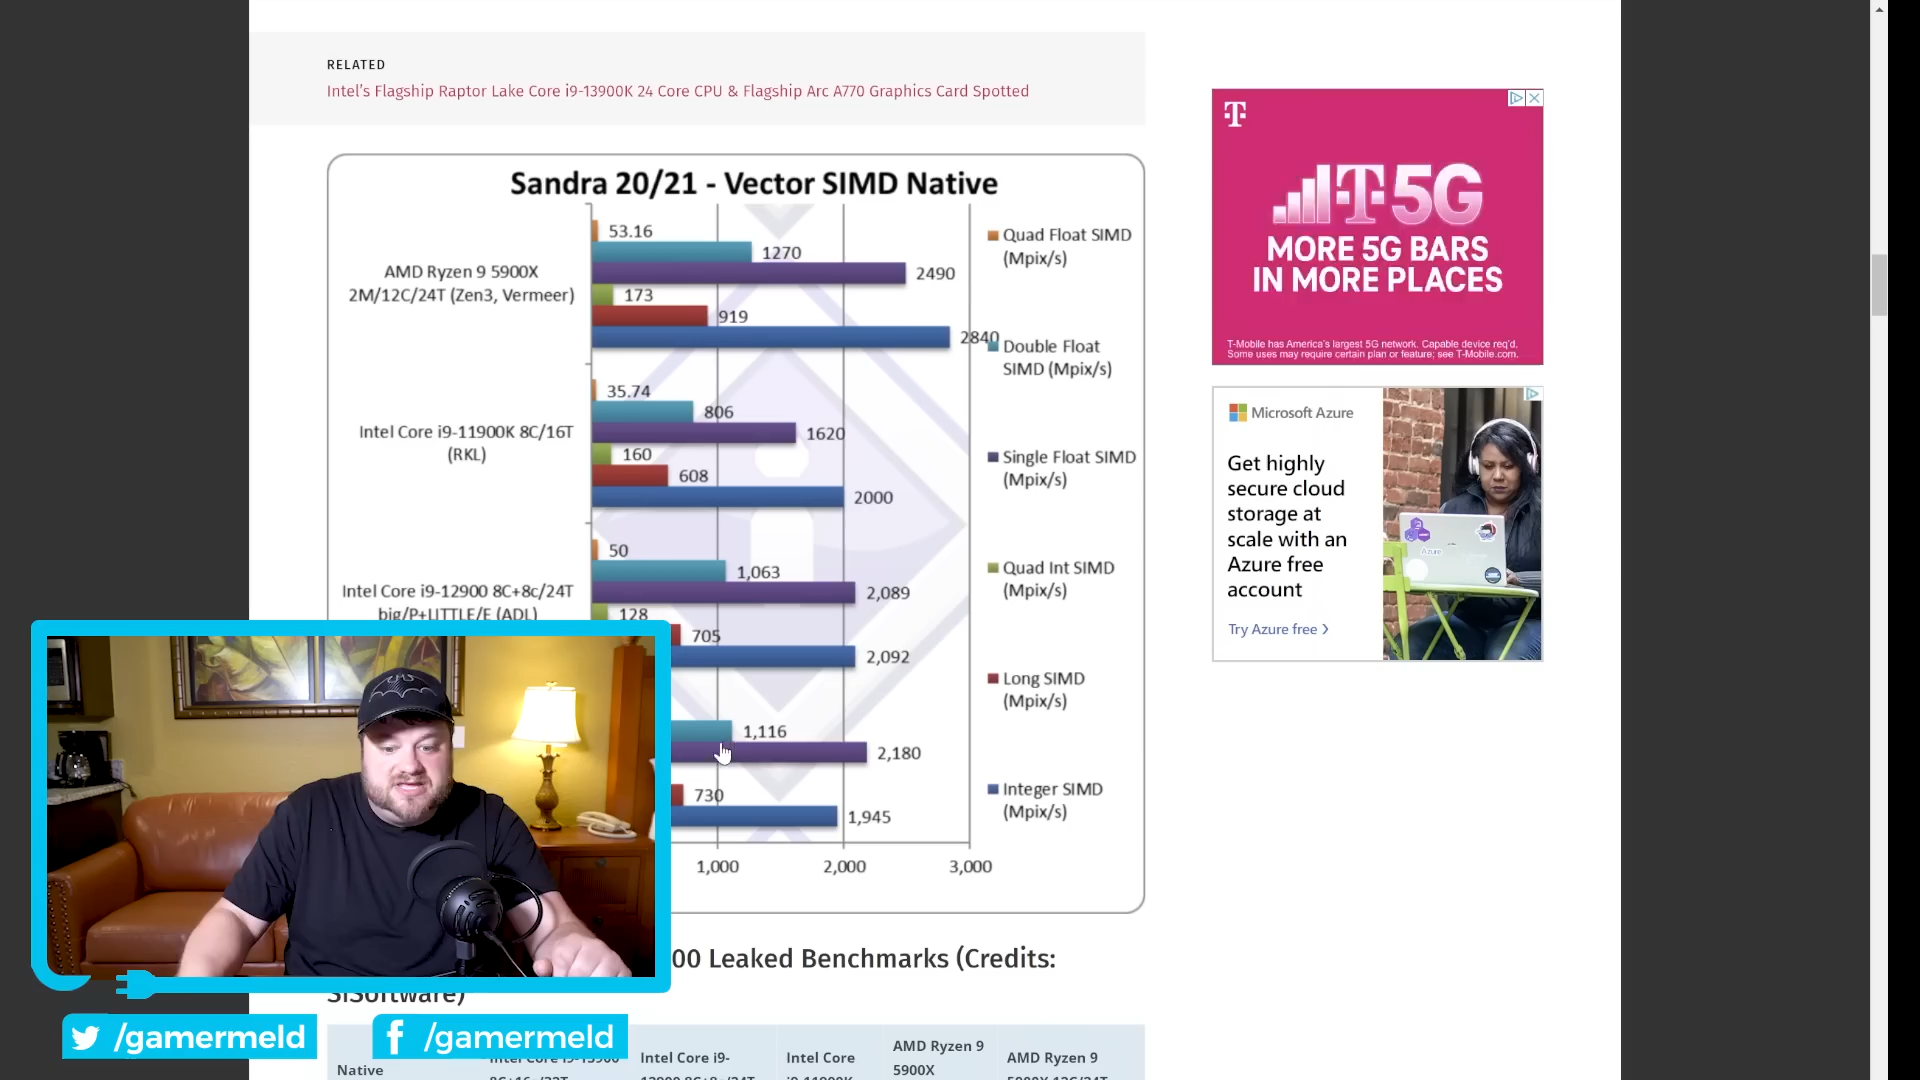 RELATED
Intel's Flagship Raptor Lake Core i9-13900K 24 Core CPU & Flagship Arc A770 Graphics Card Spotted
Sandra 20/21 - Vector SIMD Native
AMD Ryzen 9 5900X
2M/12C/24T (Zen3, Vermeer)
53.16
1270
2490
173
919
2840
Intel Core i9-11900K 8C/16T
(RKL)
35.74
806
1620
160
608
2000
Intel Core i9-12900 8C+8c/24T
big/P+LITTLE/E (ADL)
50
1,063
2,089
128
705
2,092
1,116
2,180
730
1,945
1,000
2,000
3,000
Quad Float SIMD
(Mpix/s)
Double Float
SIMD (Mpix/s)
Single Float SIMD
(Mpix/s)
Quad Int SIMD
(Mpix/s)
Long SIMD
(Mpix/s)
Integer SIMD
(Mpix/s)
00 Leaked Benchmarks (Credits:
SiSoftware)
Native
Intel Core i9-
Intel Core
AMD Ryzen 9
5900X
AMD Ryzen 9
T 5G
MORE 5G BARS
IN MORE PLACES
T-Mobile has America's largest 5G network. Capable device req'd.
Some uses may require certain plan or feature; see T-Mobile.com.
Microsoft Azure
Get highly
secure cloud
storage at
scale with an
Azure free
account
Try Azure free >
Azure
/gamermeld
/gamermeld